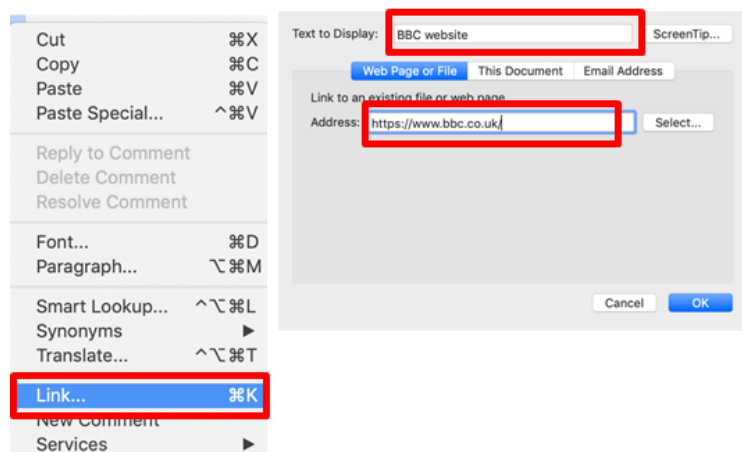 Cut ⌘X
Copy ⌘C
Paste ⌘V
Paste Special... ^⌘V
Reply to Comment
Delete Comment
Resolve Comment
Font... ⌘D
Paragraph... ⌥⌘M
Smart Lookup... ^⌥⌘L
Synonyms ▶
Translate... ^⌥⌘T
Link... ⌘K
New Comment
Services ▶
Text to Display: BBC website ScreenTip...
Web Page or File This Document Email Address
Link to an existing file or web page
Address: https://www.bbc.co.uk/ Select...
Cancel OK